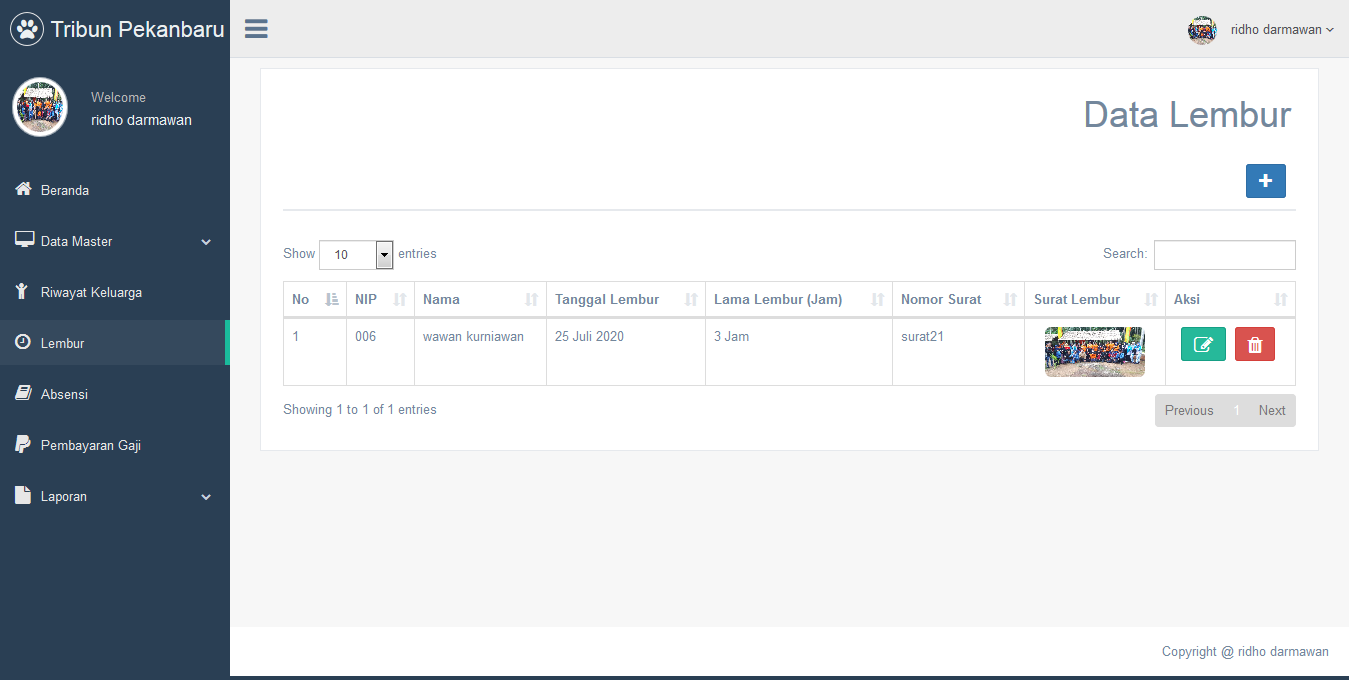 Tribun Pekanbaru
ridho darmawan
Welcome
ridho darmawan
Beranda
Data Master
Riwayat Keluarga
Lembur
Absensi
Pembayaran Gaji
Laporan
Data Lembur
+
Show 10 entries Search:
No NIP Nama Tanggal Lembur Lama Lembur (Jam) Nomor Surat Surat Lembur Aksi
1 006 wawan kurniawan 25 Juli 2020 3 Jam surat21
Showing 1 to 1 of 1 entries Previous 1 Next
Copyright @ ridho darmawan